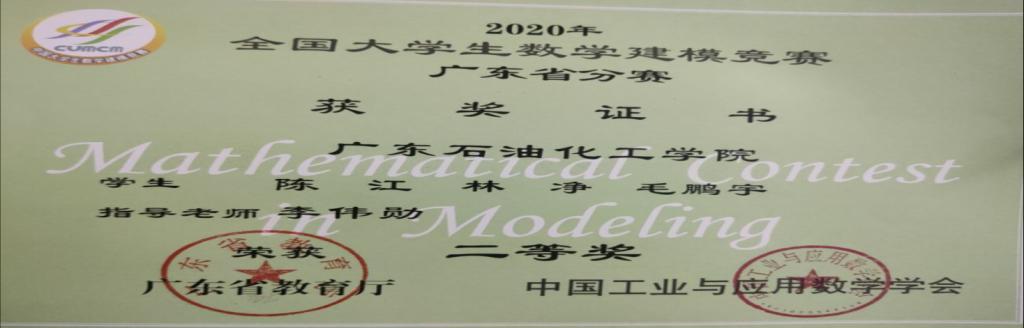 CUMCM
2020年
全国大学生数学建模竞赛
广东省分赛
获奖证书
Mathematical Contest
广东石油化工学院
学生 陈江 林净 毛鹏宇
in Modeling
指导老师 李伟勋
荣获 二等奖
广东省教育厅 中国工业与应用数学学会